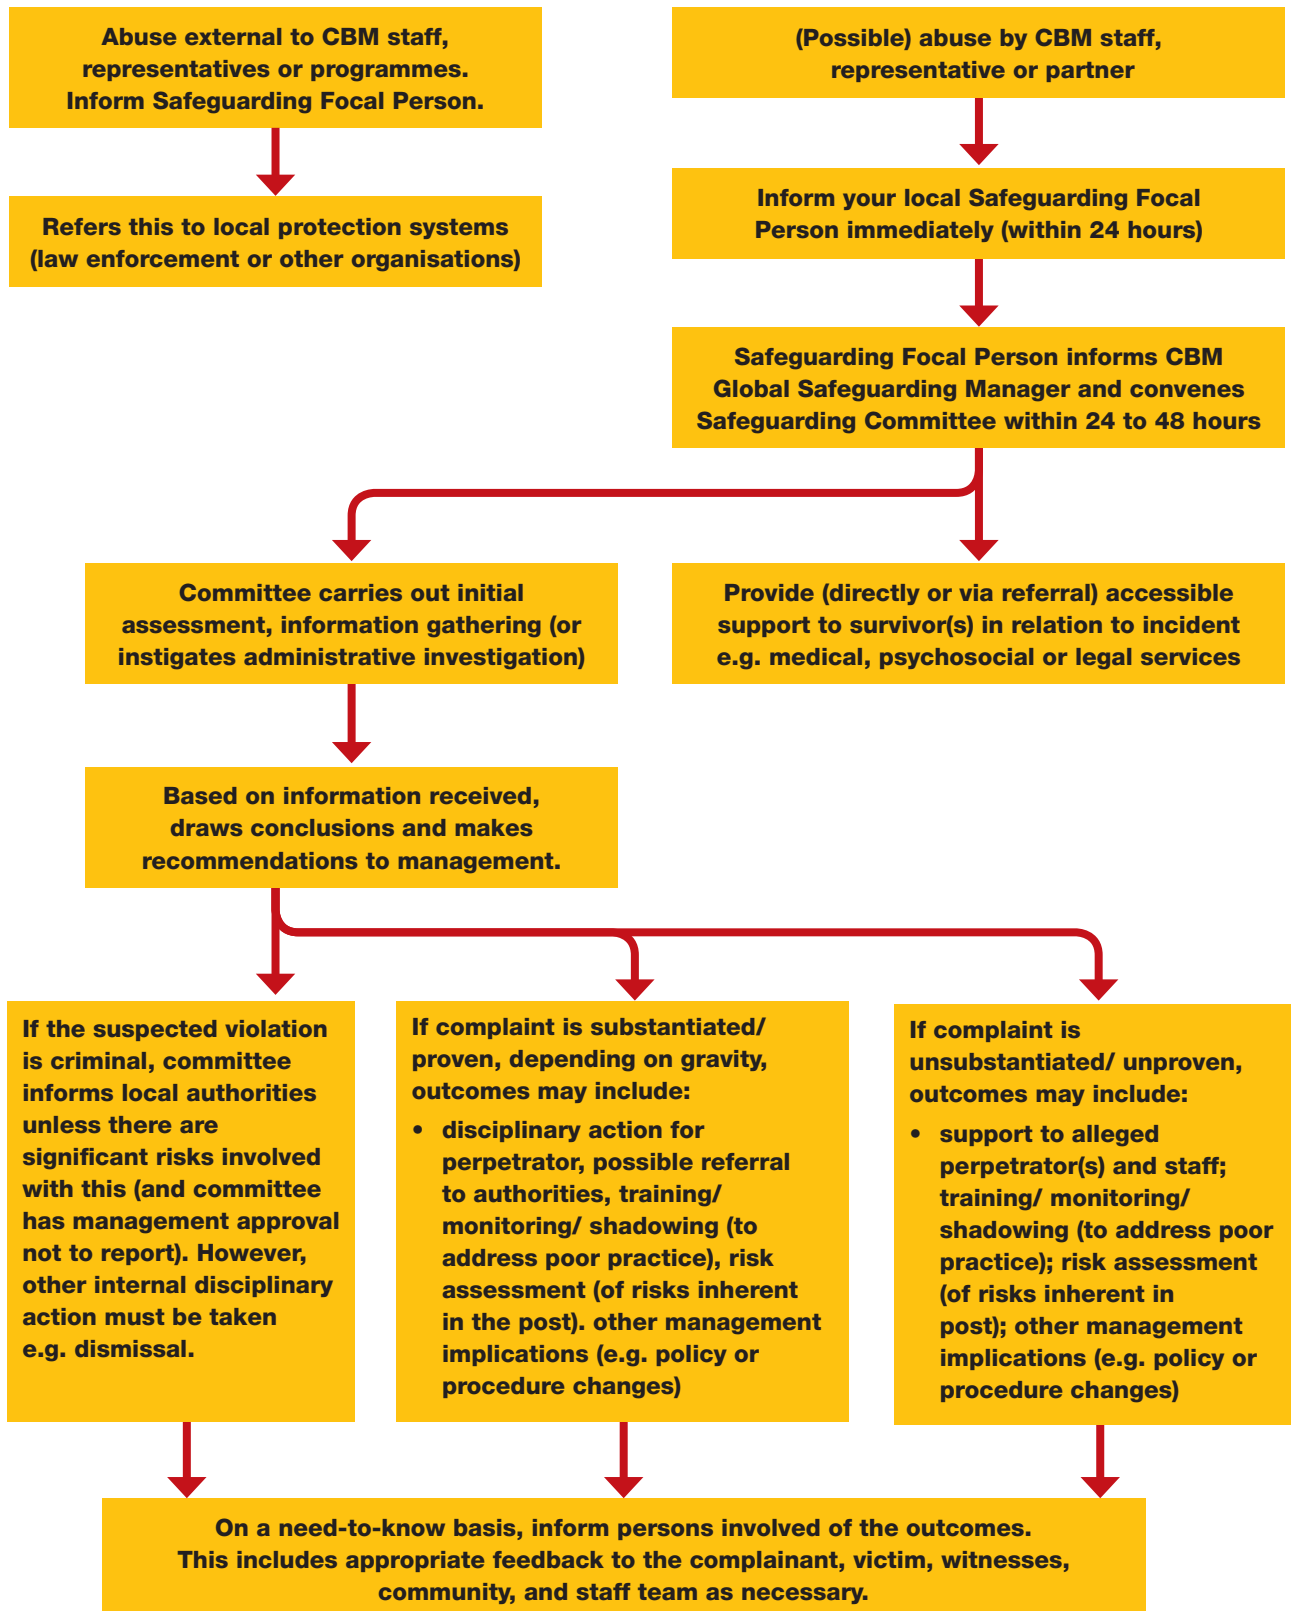 Abuse external to CBM staff,
representatives or programmes.
Inform Safeguarding Focal Person.
Refers this to local protection systems
(law enforcement or other organisations)
(Possible) abuse by CBM staff,
representative or partner
Inform your local Safeguarding Focal
Person immediately (within 24 hours)
Safeguarding Focal Person informs CBM
Global Safeguarding Manager and convenes
Safeguarding Committee within 24 to 48 hours
Committee carries out initial
assessment, information gathering (or
instigates administrative investigation)
Provide (directly or via referral) accessible
support to survivor(s) in relation to incident
e.g. medical, psychosocial or legal services
Based on information received,
draws conclusions and makes
recommendations to management.
If the suspected violation
is criminal, committee
informs local authorities
unless there are
significant risks involved
with this (and committee
has management approval
not to report). However,
other internal disciplinary
action must be taken
e.g. dismissal.
If complaint is substantiated/
proven, depending on gravity,
outcomes may include:
• disciplinary action for
perpetrator, possible referral
to authorities, training/
monitoring/ shadowing (to
address poor practice), risk
assessment (of risks inherent
in the post). other management
implications (e.g. policy or
procedure changes)
If complaint is
unsubstantiated/ unproven,
outcomes may include:
• support to alleged
perpetrator(s) and staff;
training/ monitoring/
shadowing (to address poor
practice); risk assessment
(of risks inherent in
post); other management
implications (e.g. policy or
procedure changes)
On a need-to-know basis, inform persons involved of the outcomes.
This includes appropriate feedback to the complainant, victim, witnesses,
community, and staff team as necessary.